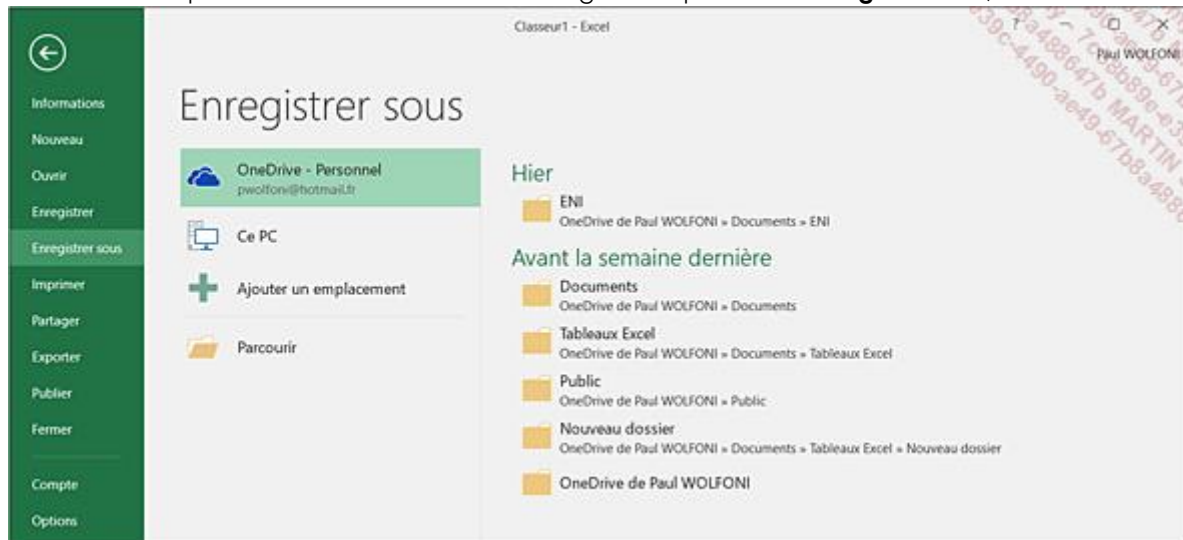 Classeur1 - Excel
?
Paul WOLFONI
Informations
Nouveau
Ouvrir
Enregistrer
Enregistrer sous
Imprimer
Partager
Exporter
Publier
Fermer
Compte
Options
Enregistrer sous
OneDrive - Personnel
pwolfoni@hotmail.fr
Ce PC
Ajouter un emplacement
Parcourir
Hier
ENI
OneDrive de Paul WOLFONI » Documents » ENI
Avant la semaine dernière
Documents
OneDrive de Paul WOLFONI » Documents
Tableaux Excel
OneDrive de Paul WOLFONI » Documents » Tableaux Excel
Public
OneDrive de Paul WOLFONI » Public
Nouveau dossier
OneDrive de Paul WOLFONI » Documents » Tableaux Excel » Nouveau dossier
OneDrive de Paul WOLFONI